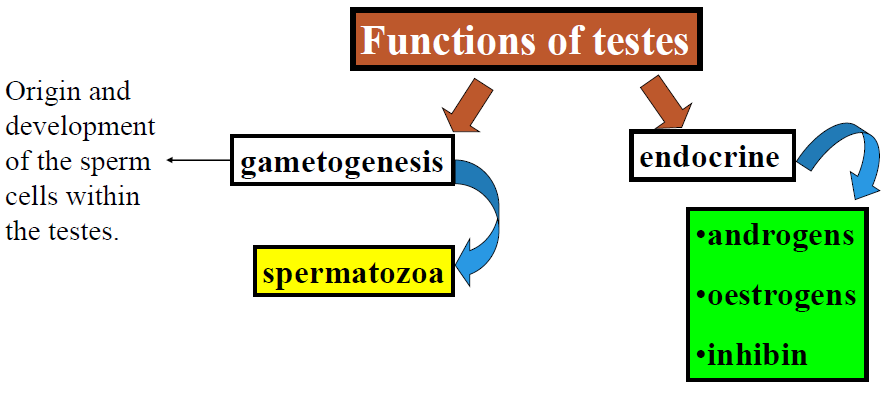 Functions of testes
Origin and
development
of the sperm
cells within
the testes.
gametogenesis
endocrine
spermatozoa
•androgens
•oestrogens
•inhibin